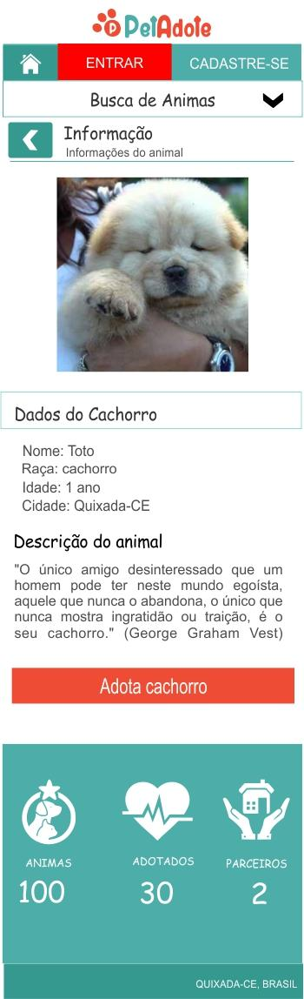 PetAdote
ENTRAR
CADASTRE-SE
Busca de Animas
Informação
Informações do animal
Dados do Cachorro
Nome: Toto
Raça: cachorro
Idade: 1 ano
Cidade: Quixada-CE
Descrição do animal
"O único amigo desinteressado que um
homem pode ter neste mundo egoísta,
aquele que nunca o abandona, o único que
nunca mostra ingratidão ou traição, é o
seu cachorro." (George Graham Vest)
Adota cachorro
ANIMAS
ADOTADOS
PARCEIROS
100
30
2
QUIXADA-CE, BRASIL